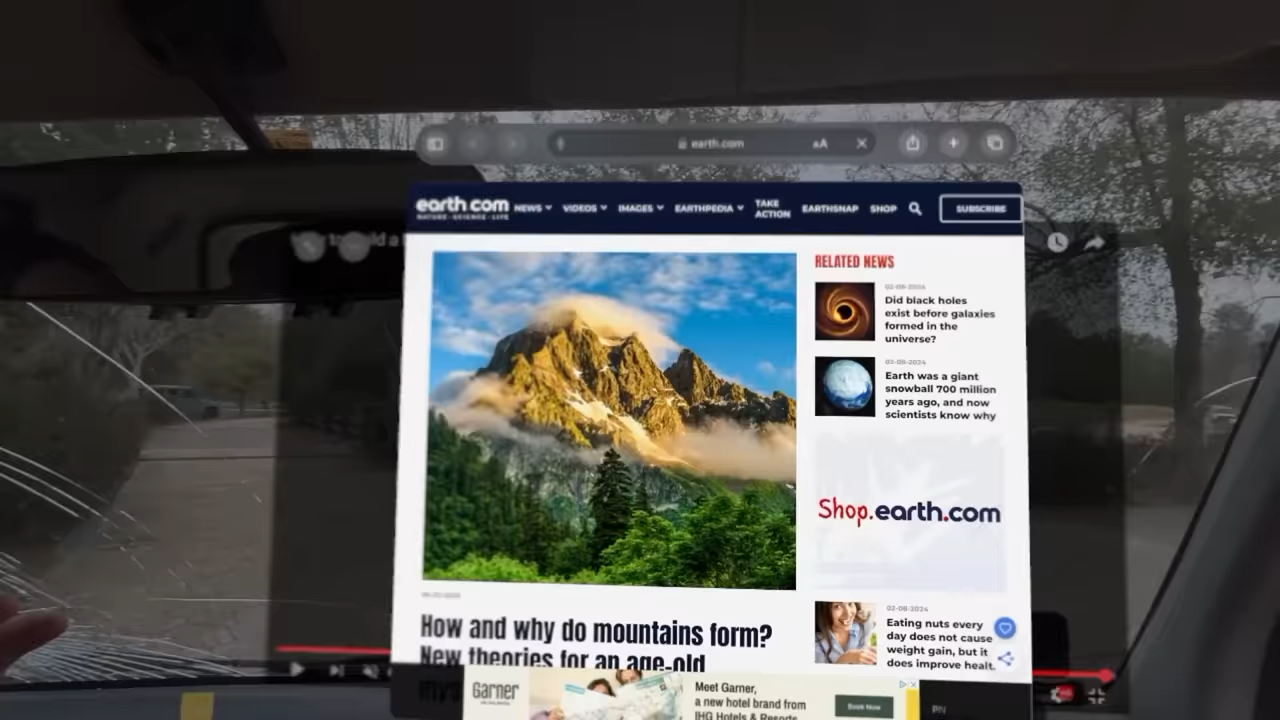 earth.com
AA
earth.com
NATURE · SCIENCE · LIFE
NEWS
VIDEOS
IMAGES
EARTHPEDIA
TAKE
ACTION
EARTHSNAP
SHOP
SUBSCRIBE
RELATED NEWS
02-08-2024
Did black holes
exist before galaxies
formed in the
universe?
02-08-2024
Earth was a giant
snowball 700 million
years ago, and now
scientists know why
Shop.earth.com
02-08-2024
Eating nuts every
day does not cause
weight gain, but it
does improve healt.
How and why do mountains form?
New theories for an age-old
GARNER
Meet Garner,
a new hotel brand from
IHG Hotels & Resorts
Book Now